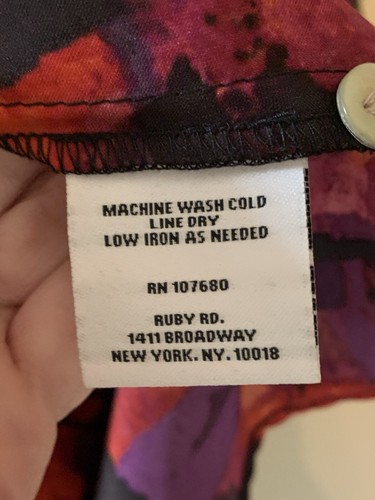 MACHINE WASH COLD
LINE DRY
LOW IRON AS NEEDED
RN 107680
RUBY RD.
1411 BROADWAY
NEW YORK. NY. 10018